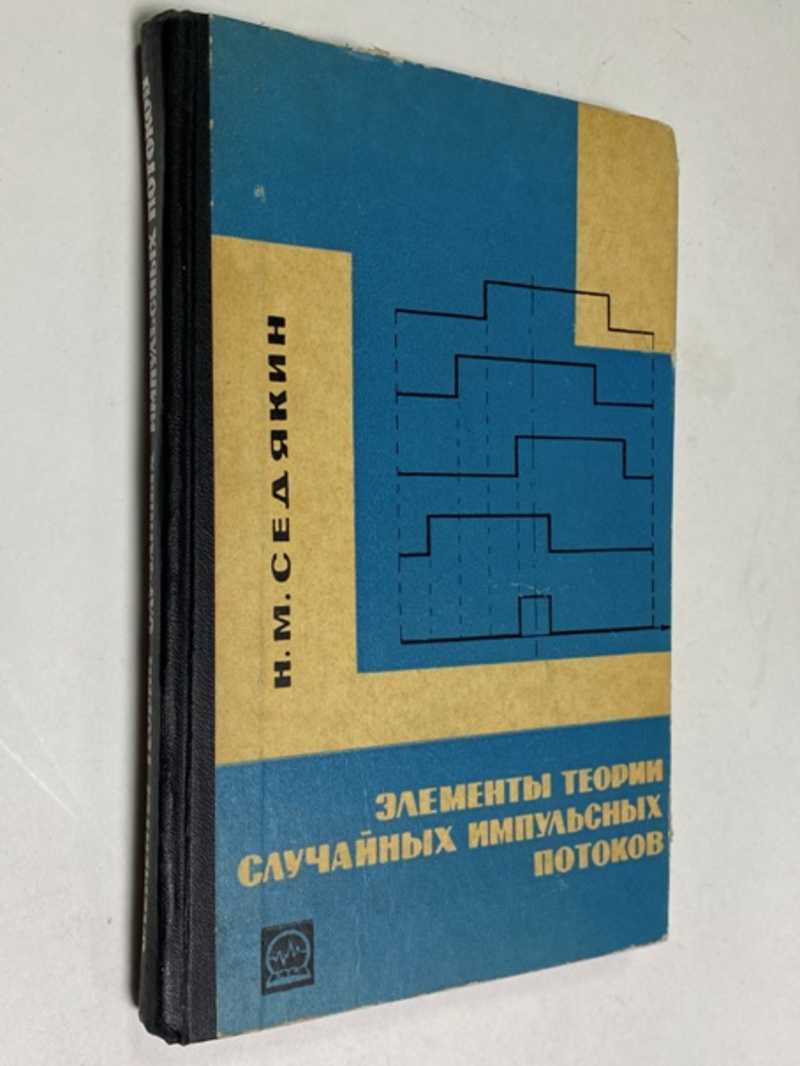 Н. М. СЕДЯКИН
ЭЛЕМЕНТЫ ТЕОРИИ
СЛУЧАЙНЫХ ИМПУЛЬСНЫХ
ПОТОКОВ